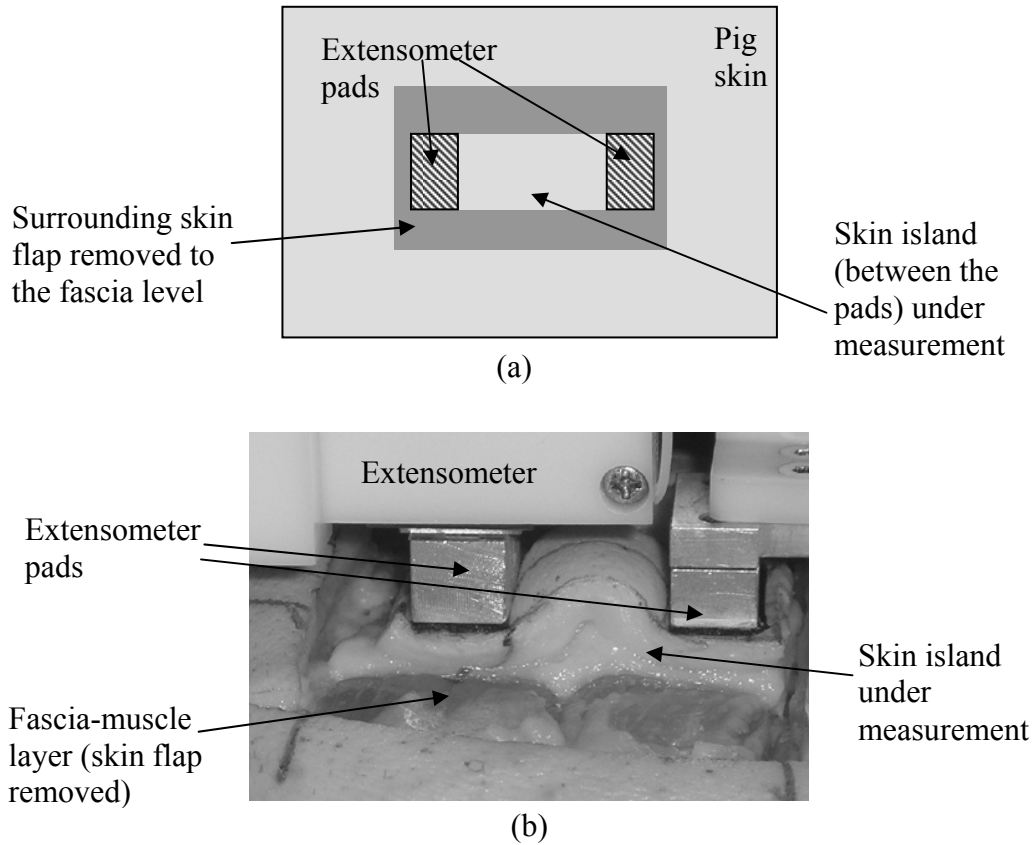 Extensometer
pads
Pig
skin
Surrounding skin
flap removed to
the fascia level
Skin island
(between the
pads) under
measurement
(a)
Extensometer
Extensometer
pads
Skin island
under
measurement
Fascia-muscle
layer (skin flap
removed)
(b)